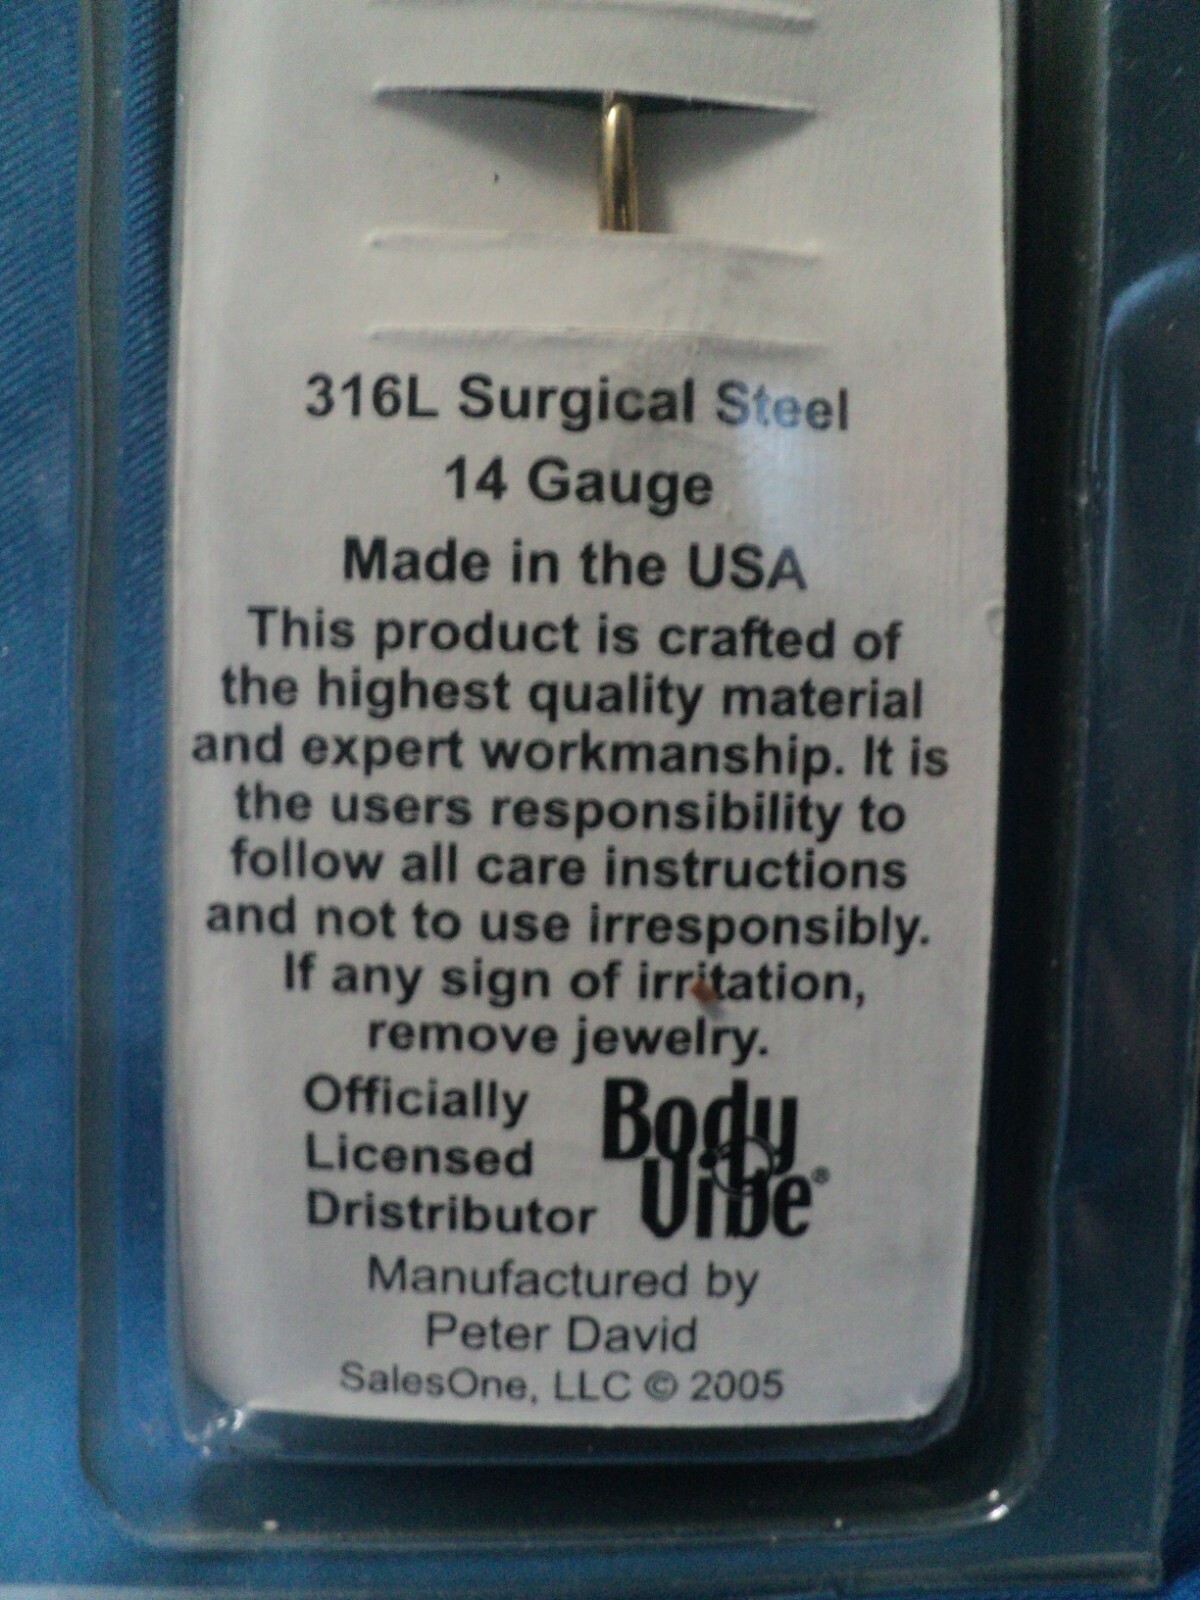 316L Surgical Steel
14 Gauge
Made in the USA
This product is crafted of
the highest quality material
and expert workmanship. It is
the users responsibility to
follow all care instructions
and not to use irresponsibly.
If any sign of irritation,
remove jewelry.
Officially
Licensed
Dristributor
Body
Vibe®
Manufactured by
Peter David
SalesOne, LLC © 2005